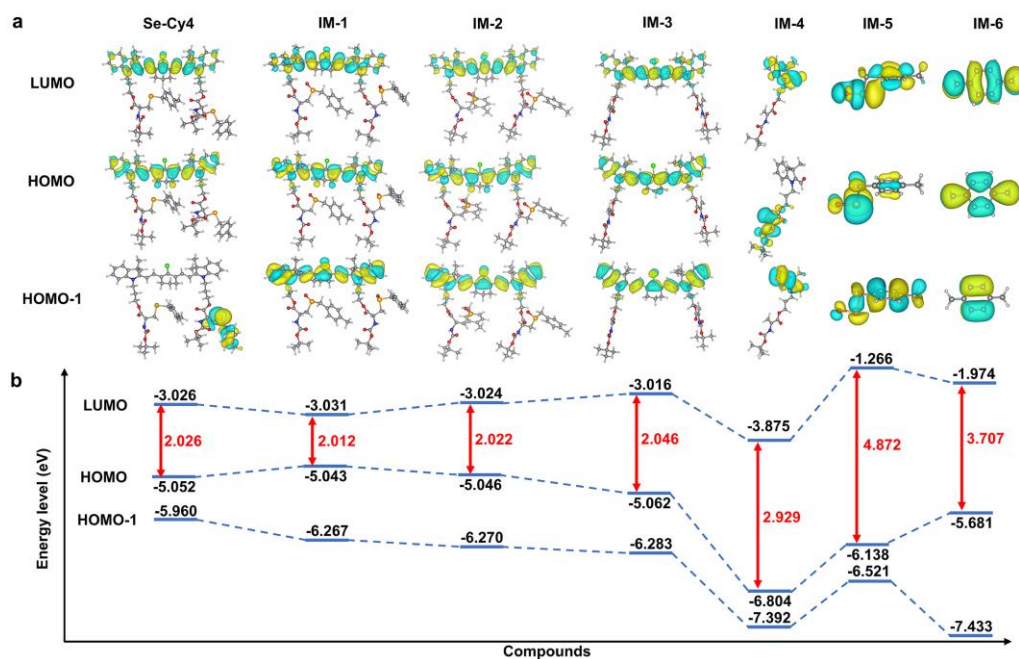 a
Se-Cy4 IM-1 IM-2 IM-3 IM-4 IM-5 IM-6
LUMO
HOMO
HOMO-1
b
Energy level (eV)
LUMO
HOMO
HOMO-1
-3.026 -3.031 -3.024 -3.016 -3.875 -1.266 -1.974
2.026 2.012 2.022 2.046 2.929 4.872 3.707
-5.052 -5.043 -5.046 -5.062 -6.804 -6.138 -5.681
-5.960 -6.267 -6.270 -6.283 -7.392 -6.521 -7.433
Compounds